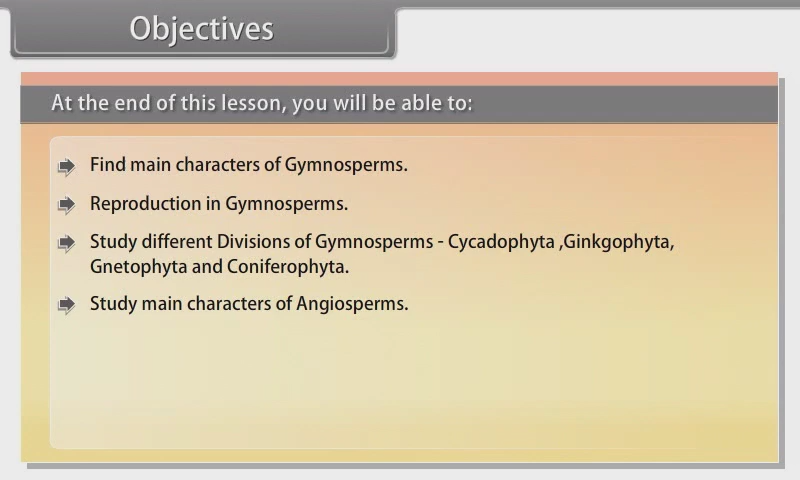 Objectives
At the end of this lesson, you will be able to:
Find main characters of Gymnosperms.
Reproduction in Gymnosperms.
Study different Divisions of Gymnosperms - Cycadophyta ,Ginkgophyta,
Gnetophyta and Coniferophyta.
Study main characters of Angiosperms.